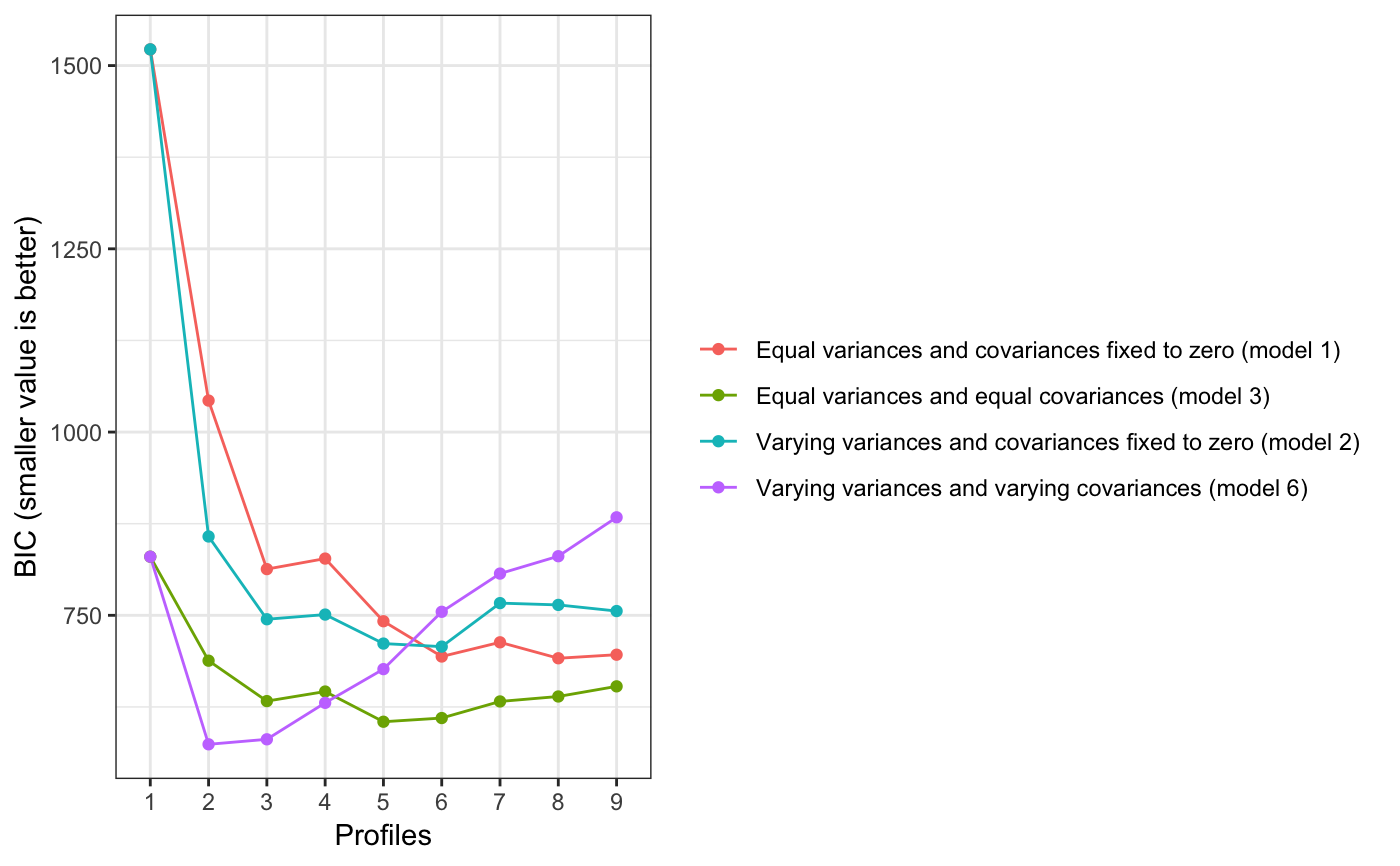 BIC (smaller value is better)
1500
1250
1000
750
1 2 3 4 5 6 7 8 9
Profiles
Equal variances and covariances fixed to zero (model 1)
Equal variances and equal covariances (model 3)
Varying variances and covariances fixed to zero (model 2)
Varying variances and varying covariances (model 6)